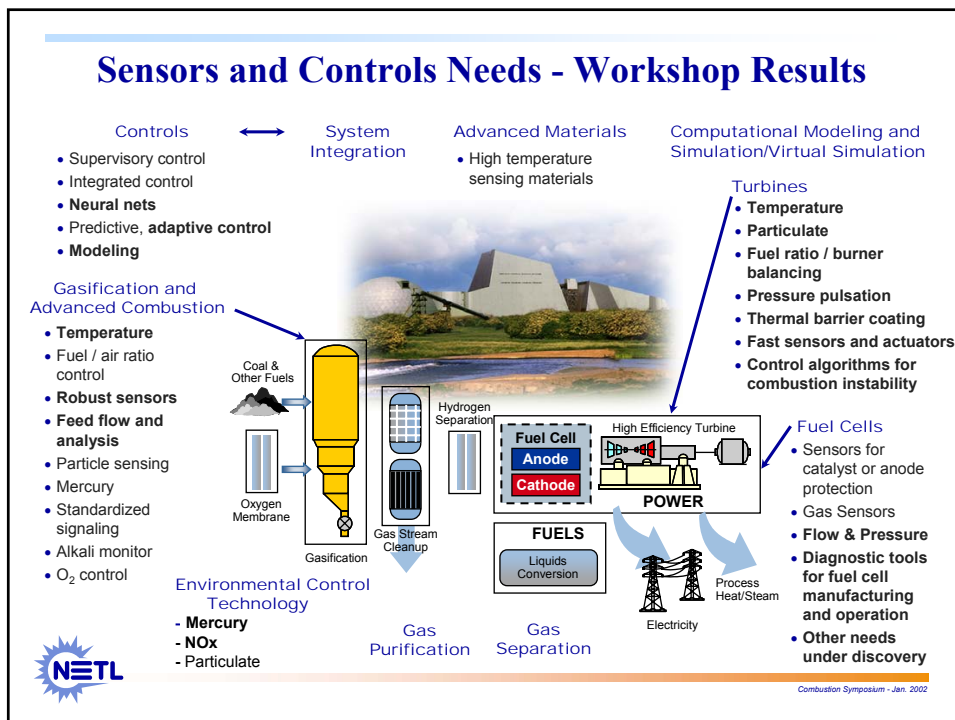 Sensors and Controls Needs - Workshop Results
Controls
• Supervisory control
• Integrated control
• Neural nets
• Predictive, adaptive control
• Modeling
System
Integration
Advanced Materials
• High temperature
sensing materials
Computational Modeling and
Simulation/Virtual Simulation
Turbines
• Temperature
• Particulate
• Fuel ratio / burner
balancing
• Pressure pulsation
• Thermal barrier coating
• Fast sensors and actuators
• Control algorithms for
combustion instability
Gasification and
Advanced Combustion
• Temperature
• Fuel / air ratio
control
• Robust sensors
• Feed flow and
analysis
• Particle sensing
• Mercury
• Standardized
signaling
• Alkali monitor
• O2 control
Coal &
Other Fuels
Oxygen
Membrane
Gasification
Gas Stream
Cleanup
Hydrogen
Separation
Fuel Cell
Anode
Cathode
High Efficiency Turbine
POWER
FUELS
Liquids
Conversion
Electricity
Process
Heat/Steam
Fuel Cells
• Sensors for
catalyst or anode
protection
• Gas Sensors
• Flow & Pressure
• Diagnostic tools
for fuel cell
manufacturing
and operation
• Other needs
under discovery
Environmental Control
Technology
- Mercury
- NOx
- Particulate
Gas
Purification
Gas
Separation
NETL
Combustion Symposium - Jan. 2002